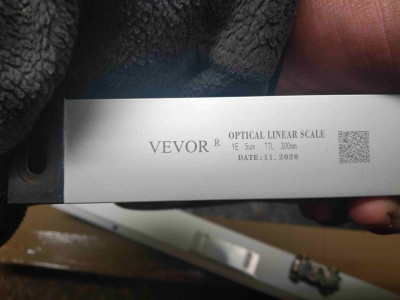 VEVOR R
OPTICAL LINEAR SCALE
YE 5um TTL 300mm
DATE:11. 2020